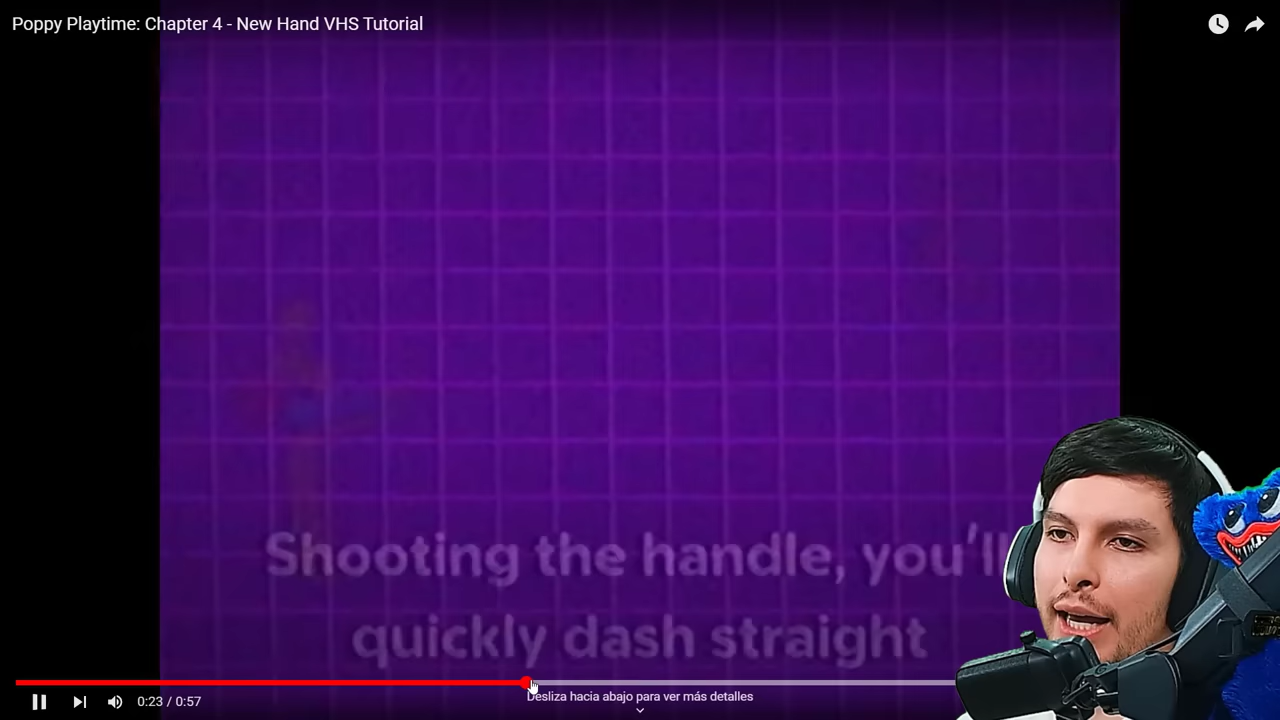 Poppy Playtime: Chapter 4 - New Hand VHS Tutorial
Shooting the handle, you'll
quickly dash straight
0:23 / 0:57
Desliza hacia abajo para ver más detalles